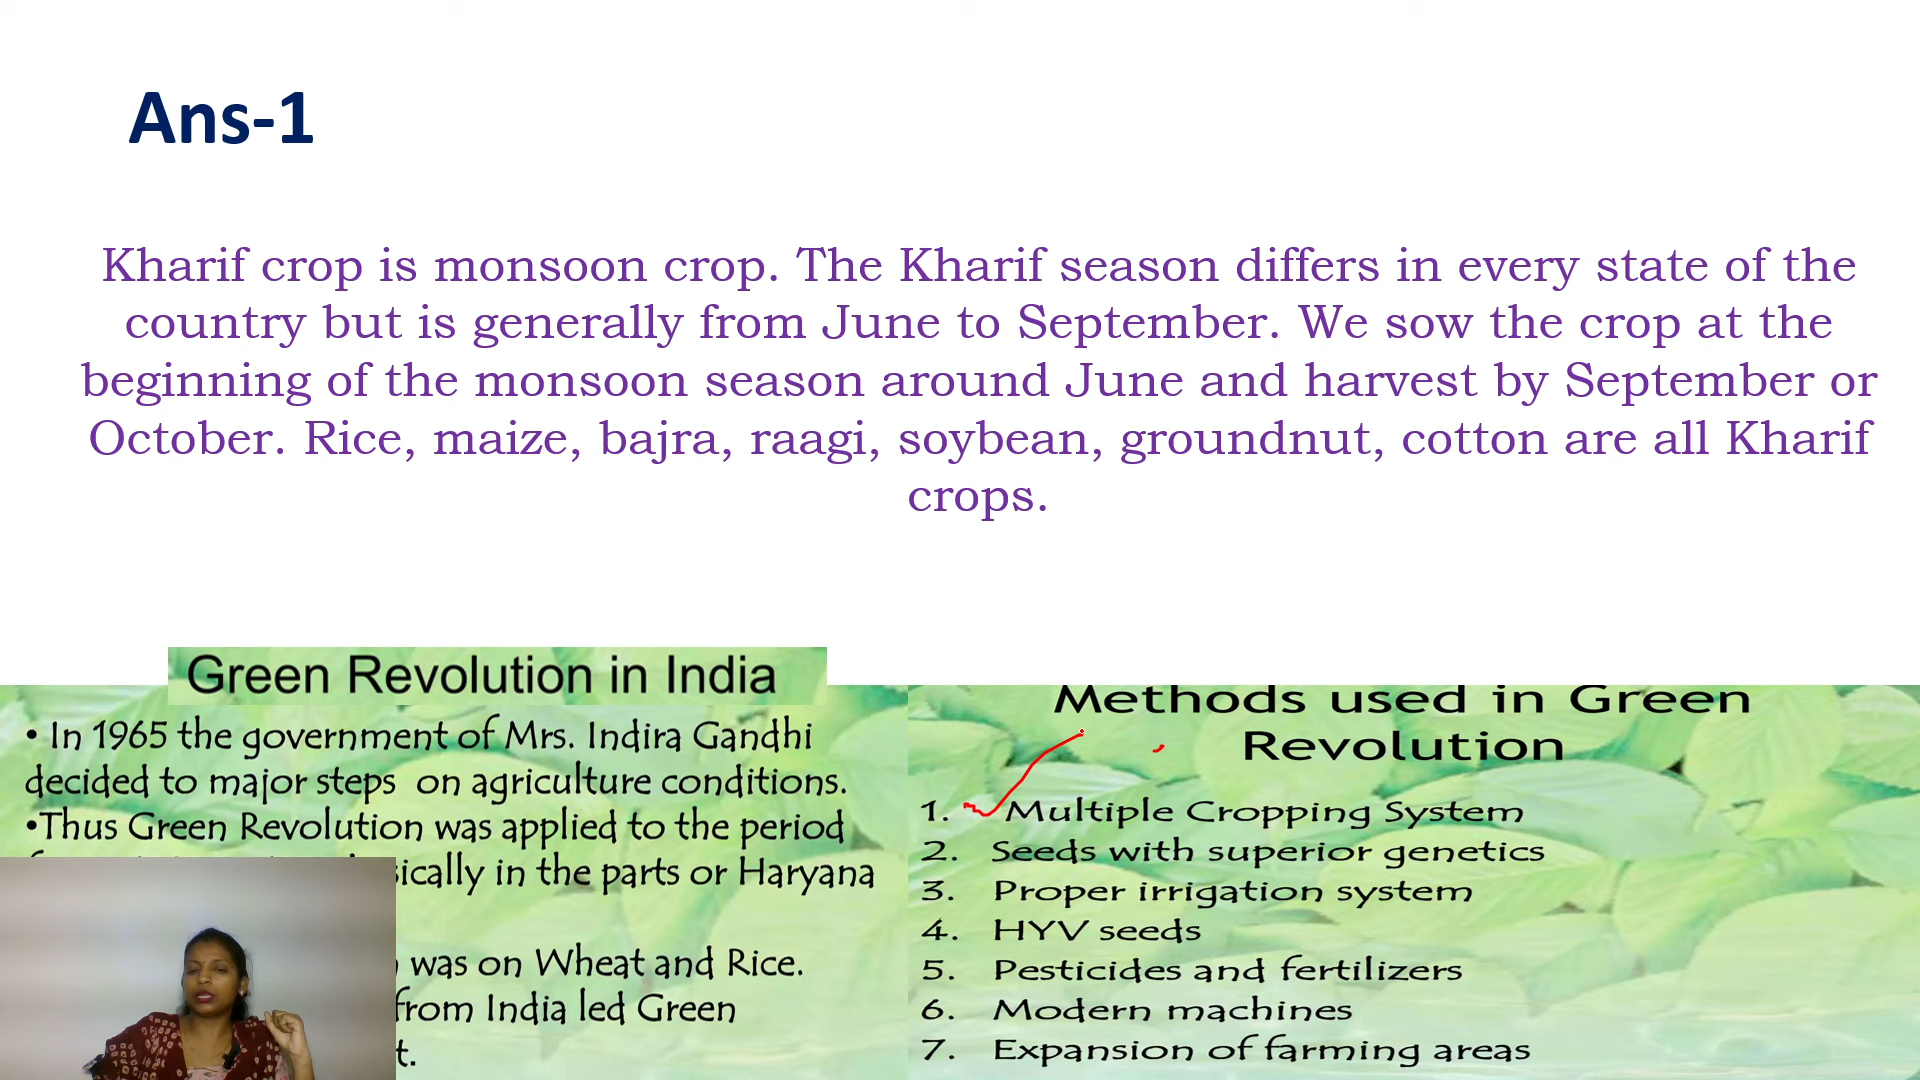 Ans-1
Kharif crop is monsoon crop. The Kharif season differs in every state of the
country but is generally from June to September. We sow the crop at the
beginning of the monsoon season around June and harvest by September or
October. Rice, maize, bajra, raagi, soybean, groundnut, cotton are all Kharif
crops.
Green Revolution in India
• In 1965 the government of Mrs. Indira Gandhi
decided to major steps on agriculture conditions.
•Thus Green Revolution was applied to the period
in the parts or Haryana
was on Wheat and Rice.
from India led Green
Methods used in Green
Revolution
1. Multiple Cropping System
2. Seeds with superior genetics
3. Proper irrigation system
4. HYV seeds
5. Pesticides and fertilizers
6. Modern machines
7. Expansion of farming areas